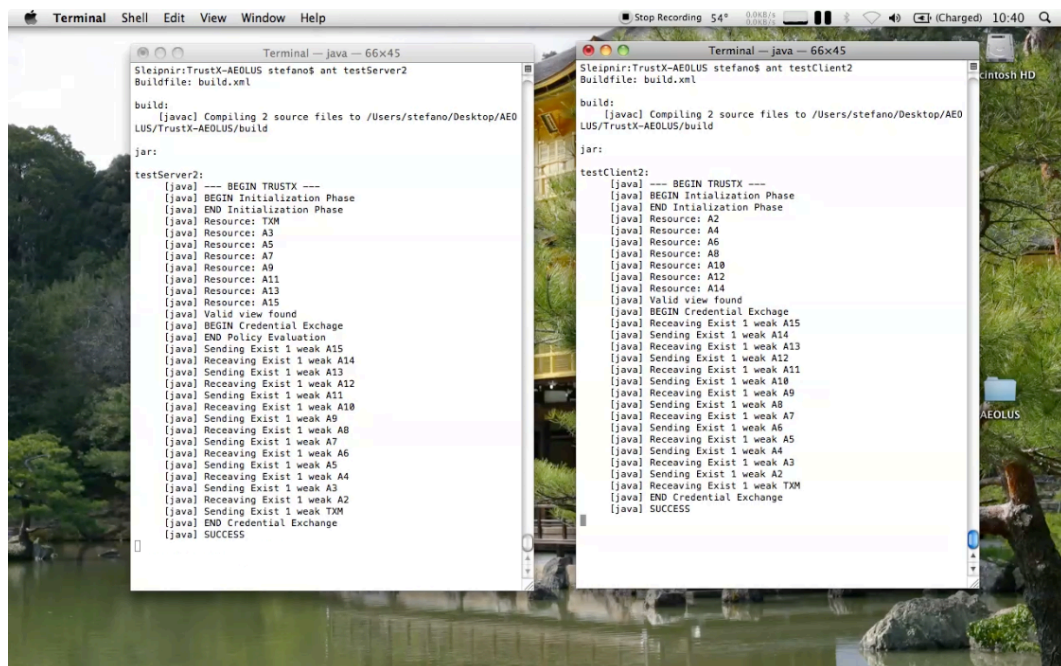 Terminal Shell Edit View Window Help
Stop Recording 54° 0.0KB/s 0.0KB/s (Charged) 10:40
Terminal — java — 66×45
Sleipnir:TrustX-AEOLUS stefano$ ant testServer2
Buildfile: build.xml
build:
[javac] Compiling 2 source files to /Users/stefano/Desktop/AEO
LUS/TrustX-AEOLUS/build
jar:
testServer2:
[java] --- BEGIN TRUSTX ---
[java] BEGIN Initialization Phase
[java] END Initialization Phase
[java] Resource: TXM
[java] Resource: A3
[java] Resource: A5
[java] Resource: A7
[java] Resource: A9
[java] Resource: A11
[java] Resource: A13
[java] Resource: A15
[java] Valid view found
[java] BEGIN Credential Exchage
[java] END Policy Evaluation
[java] Sending Exist 1 weak A15
[java] Receaving Exist 1 weak A14
[java] Sending Exist 1 weak A13
[java] Receaving Exist 1 weak A12
[java] Sending Exist 1 weak A11
[java] Receaving Exist 1 weak A10
[java] Sending Exist 1 weak A9
[java] Receaving Exist 1 weak A8
[java] Sending Exist 1 weak A7
[java] Receaving Exist 1 weak A6
[java] Sending Exist 1 weak A5
[java] Receaving Exist 1 weak A4
[java] Sending Exist 1 weak A3
[java] Receaving Exist 1 weak A2
[java] Sending Exist 1 weak TXM
[java] END Credential Exchange
[java] SUCCESS
Terminal — java — 66×45
Sleipnir:TrustX-AEOLUS stefano$ ant testClient2
Buildfile: build.xml
build:
[javac] Compiling 2 source files to /Users/stefano/Desktop/AEO
LUS/TrustX-AEOLUS/build
jar:
testClient2:
[java] --- BEGIN TRUSTX ---
[java] BEGIN Intialization Phase
[java] END Intialization Phase
[java] Resource: A2
[java] Resource: A4
[java] Resource: A6
[java] Resource: A8
[java] Resource: A10
[java] Resource: A12
[java] Resource: A14
[java] Valid view found
[java] BEGIN Credential Exchage
[java] Receaving Exist 1 weak A15
[java] Sending Exist 1 weak A14
[java] Receaving Exist 1 weak A13
[java] Sending Exist 1 weak A12
[java] Receaving Exist 1 weak A11
[java] Sending Exist 1 weak A10
[java] Receaving Exist 1 weak A9
[java] Sending Exist 1 weak A8
[java] Receaving Exist 1 weak A7
[java] Sending Exist 1 weak A6
[java] Receaving Exist 1 weak A5
[java] Sending Exist 1 weak A4
[java] Receaving Exist 1 weak A3
[java] Sending Exist 1 weak A2
[java] Receaving Exist 1 weak TXM
[java] END Credential Exchange
[java] SUCCESS
cintosh HD
AEOLUS